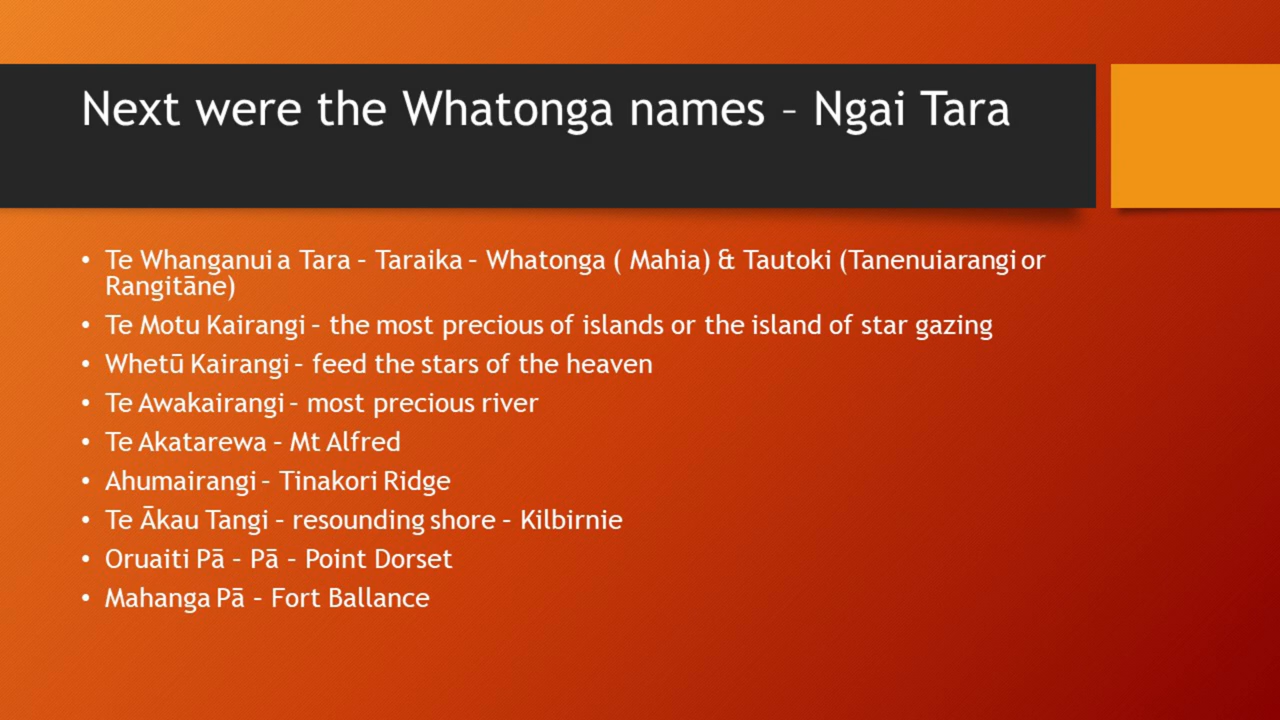 Next were the Whatonga names – Ngai Tara
• Te Whanganui a Tara – Taraika – Whatonga ( Mahia) & Tautoki (Tanenuiarangi or
Rangitāne)
• Te Motu Kairangi – the most precious of islands or the island of star gazing
• Whetū Kairangi – feed the stars of the heaven
• Te Awakairangi – most precious river
• Te Akatarewa – Mt Alfred
• Ahumairangi – Tinakori Ridge
• Te Ākau Tangi – resounding shore – Kilbirnie
• Oruaiti Pā – Pā – Point Dorset
• Mahanga Pā – Fort Ballance